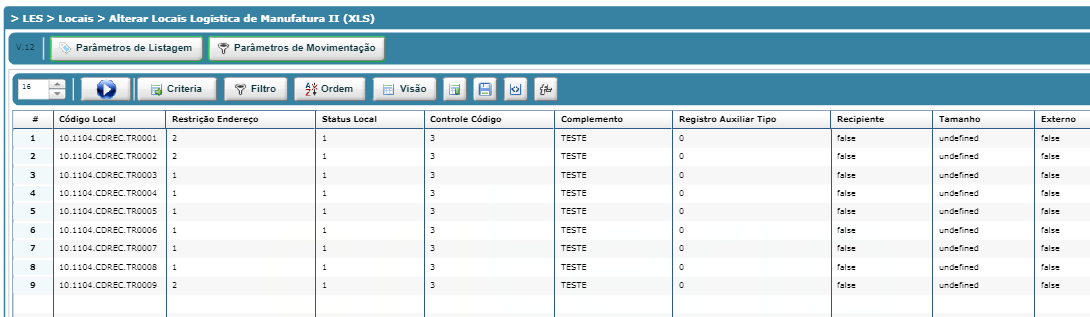 > LES > Locais > Alterar Locais Logistica de Manufatura II (XLS)
V.12 Parâmetros de Listagem Parâmetros de Movimentação
16 Criteria Filtro Ordem Visão
# Código Local Restrição Endereço Status Local Controle Código Complemento Registro Auxiliar Tipo Recipiente Tamanho Externo
1 10.1104.CDREC.TR0001 2 1 3 TESTE 0 false undefined false
2 10.1104.CDREC.TR0002 2 1 3 TESTE 0 false undefined false
3 10.1104.CDREC.TR0003 1 1 3 TESTE 0 false undefined false
4 10.1104.CDREC.TR0004 1 1 3 TESTE 0 false undefined false
5 10.1104.CDREC.TR0005 1 1 3 TESTE 0 false undefined false
6 10.1104.CDREC.TR0006 1 1 3 TESTE 0 false undefined false
7 10.1104.CDREC.TR0007 1 1 3 TESTE 0 false undefined false
8 10.1104.CDREC.TR0008 1 1 3 TESTE 0 false undefined false
9 10.1104.CDREC.TR0009 2 1 3 TESTE 0 false undefined false